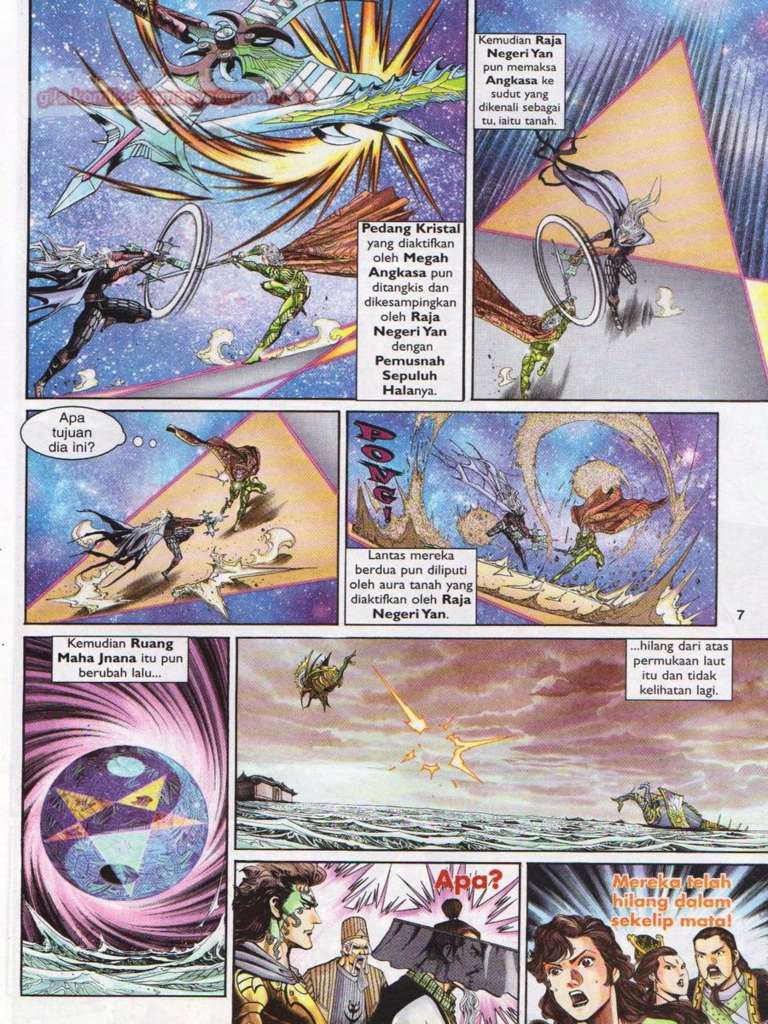 Pedang Kristal
yang diaktifkan
oleh Megah
Angkasa pun
ditangkis dan
dikesampingkan
oleh Raja
Negeri Yan
dengan
Pemusnah
Sepuluh
Halanya.
Kemudian Raja
Negeri Yan
pun memaksa
Angkasa ke
sudut yang
dikenali sebagai
tu, iaitu tanah.
Apa
tujuan
dia ini?
PONG!
Lantas mereka
berdua pun diliputi
oleh aura tanah yang
diaktifkan oleh Raja
Negeri Yan.
7
Kemudian Ruang
Maha Jnana itu pun
berubah lalu...
...hilang dari atas
permukaan laut
itu dan tidak
kelihatan lagi.
Apa?
Mereka telah
hilang dalam
sekelip mata!